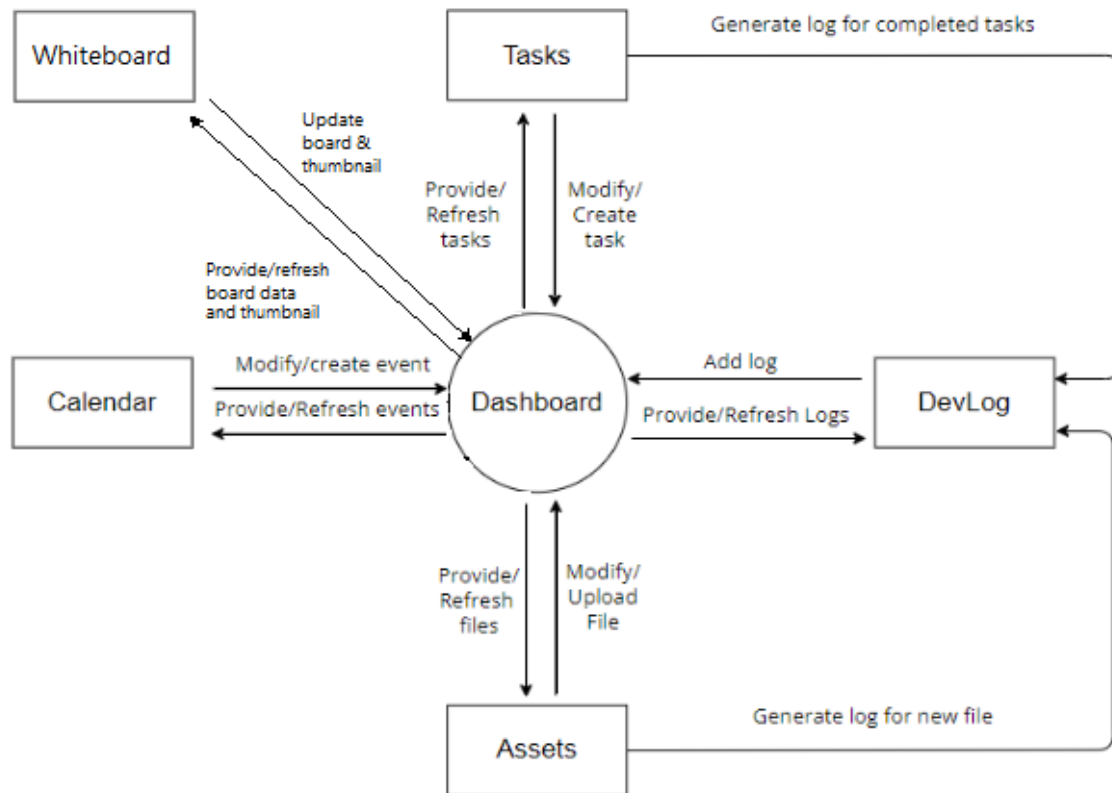 Generate log for completed tasks
Whiteboard
Tasks
Update
board &
thumbnail
Provide/
Refresh
tasks
Modify/
Create
task
Provide/refresh
board data
and thumbnail
Modify/create event
Add log
Calendar
Dashboard
DevLog
Provide/Refresh events
Provide/Refresh Logs
Provide/
Refresh
files
Modify/
Upload
File
Generate log for new file
Assets